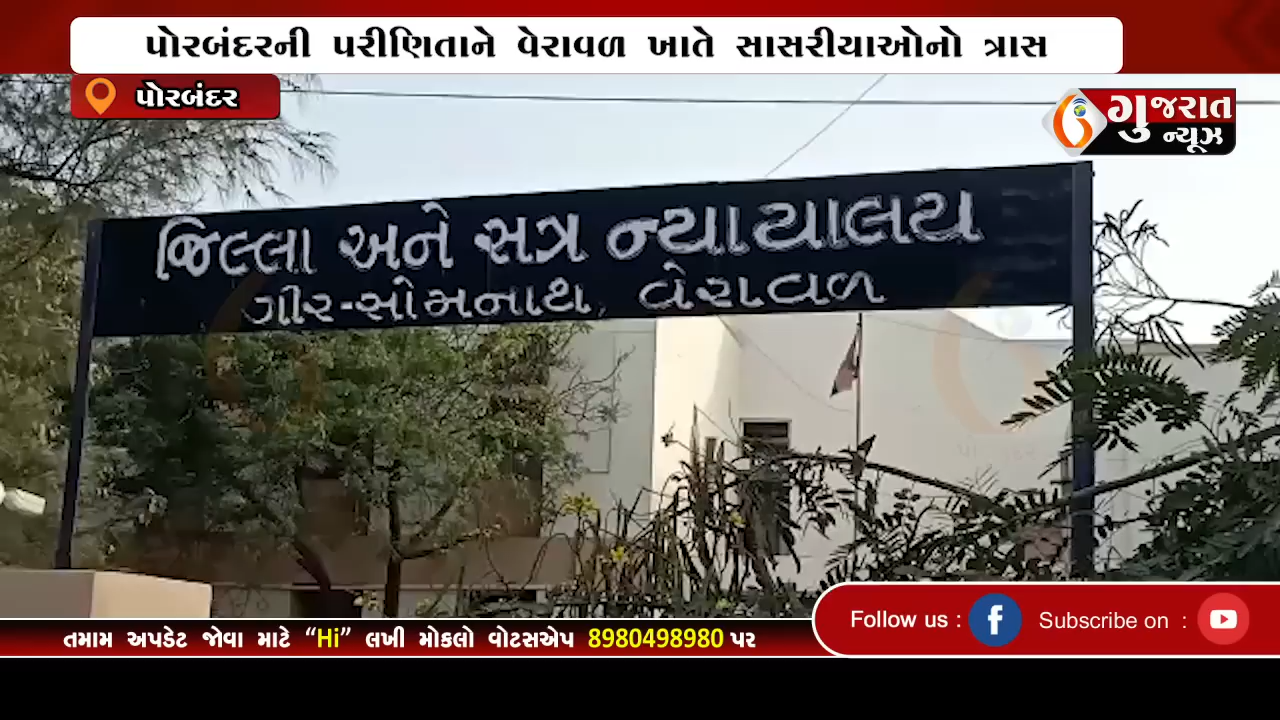 પોરબંદરની પરીણિતાને વેરાવળ ખાતે સાસરીયાઓનો ત્રાસ
પોરબંદર
ગુજરાત
ન્યૂઝ
જિલ્લા અને સત્ર ન્યાયાલય
ગીર-સોમનાથ, વેરાવળ
Follow us :
Subscribe on :
તમામ અપડેટ જોવા માટે “Hi” લખી મોકલો વોટસએપ 8980498980 પર